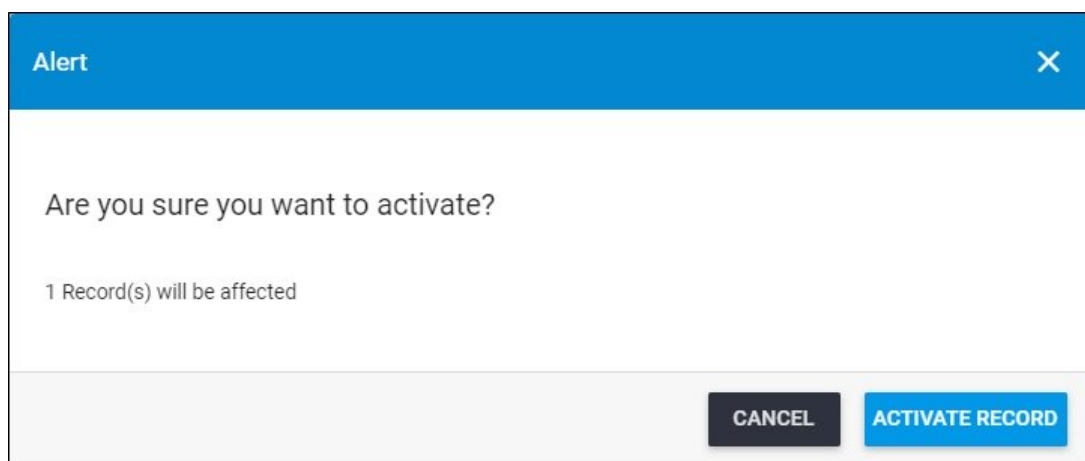 Alert
Are you sure you want to activate?
1 Record(s) will be affected
CANCEL ACTIVATE RECORD